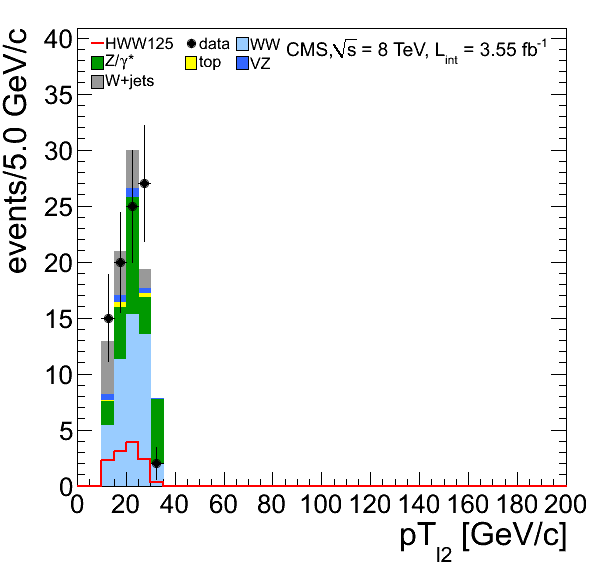 HWW125 data WW CMS,√s = 8 TeV, L_int = 3.55 fb⁻¹
Z/γ* top VZ
W+jets
events/5.0 GeV/c
40
35
30
25
20
15
10
5
0
0 20 40 60 80 100 120 140 160 180 200
pT_l2 [GeV/c]